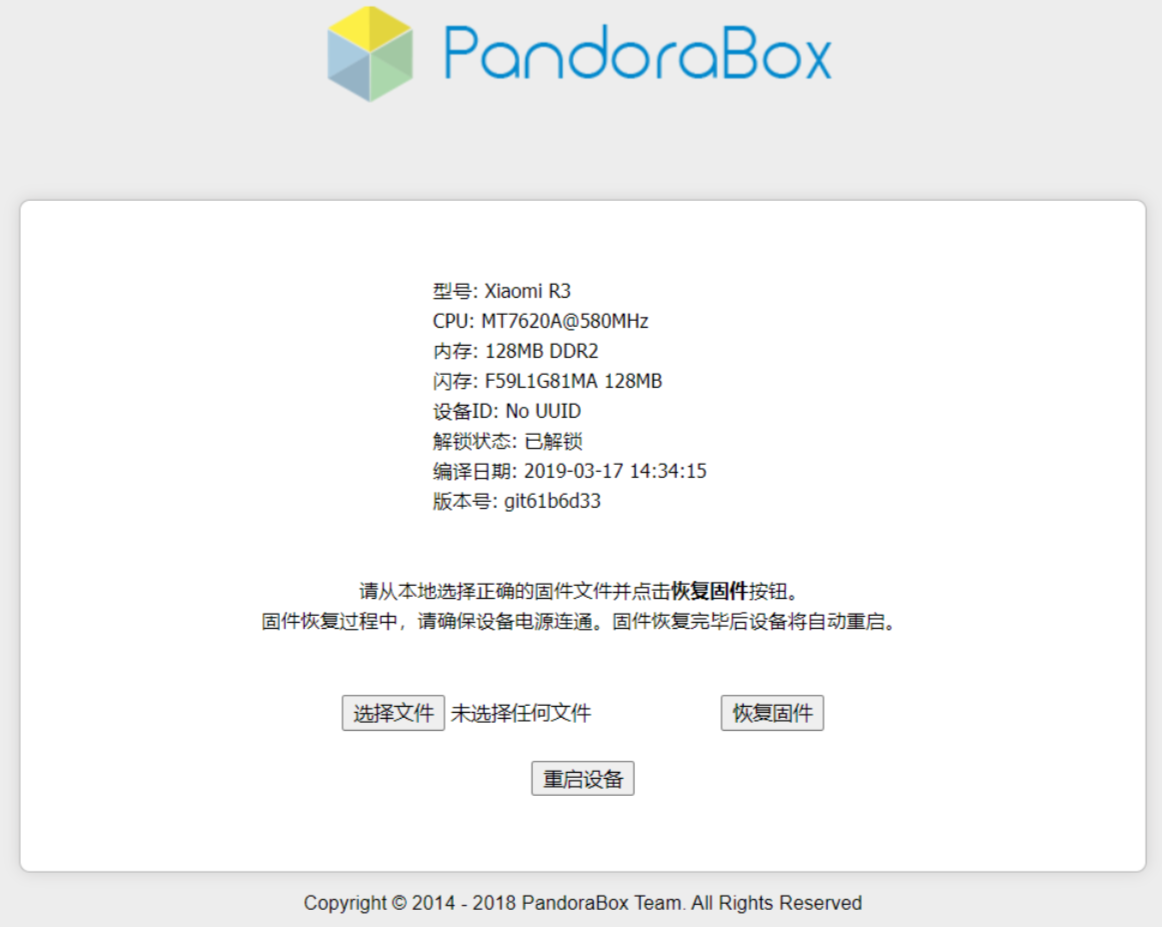 PandoraBox
型号: Xiaomi R3
CPU: MT7620A@580MHz
内存: 128MB DDR2
闪存: F59L1G81MA 128MB
设备ID: No UUID
解锁状态: 已解锁
编译日期: 2019-03-17 14:34:15
版本号: git61b6d33
请从本地选择正确的固件文件并点击恢复固件按钮。
固件恢复过程中，请确保设备电源连通。固件恢复完毕后设备将自动重启。
选择文件 未选择任何文件 恢复固件
重启设备
Copyright © 2014 - 2018 PandoraBox Team. All Rights Reserved